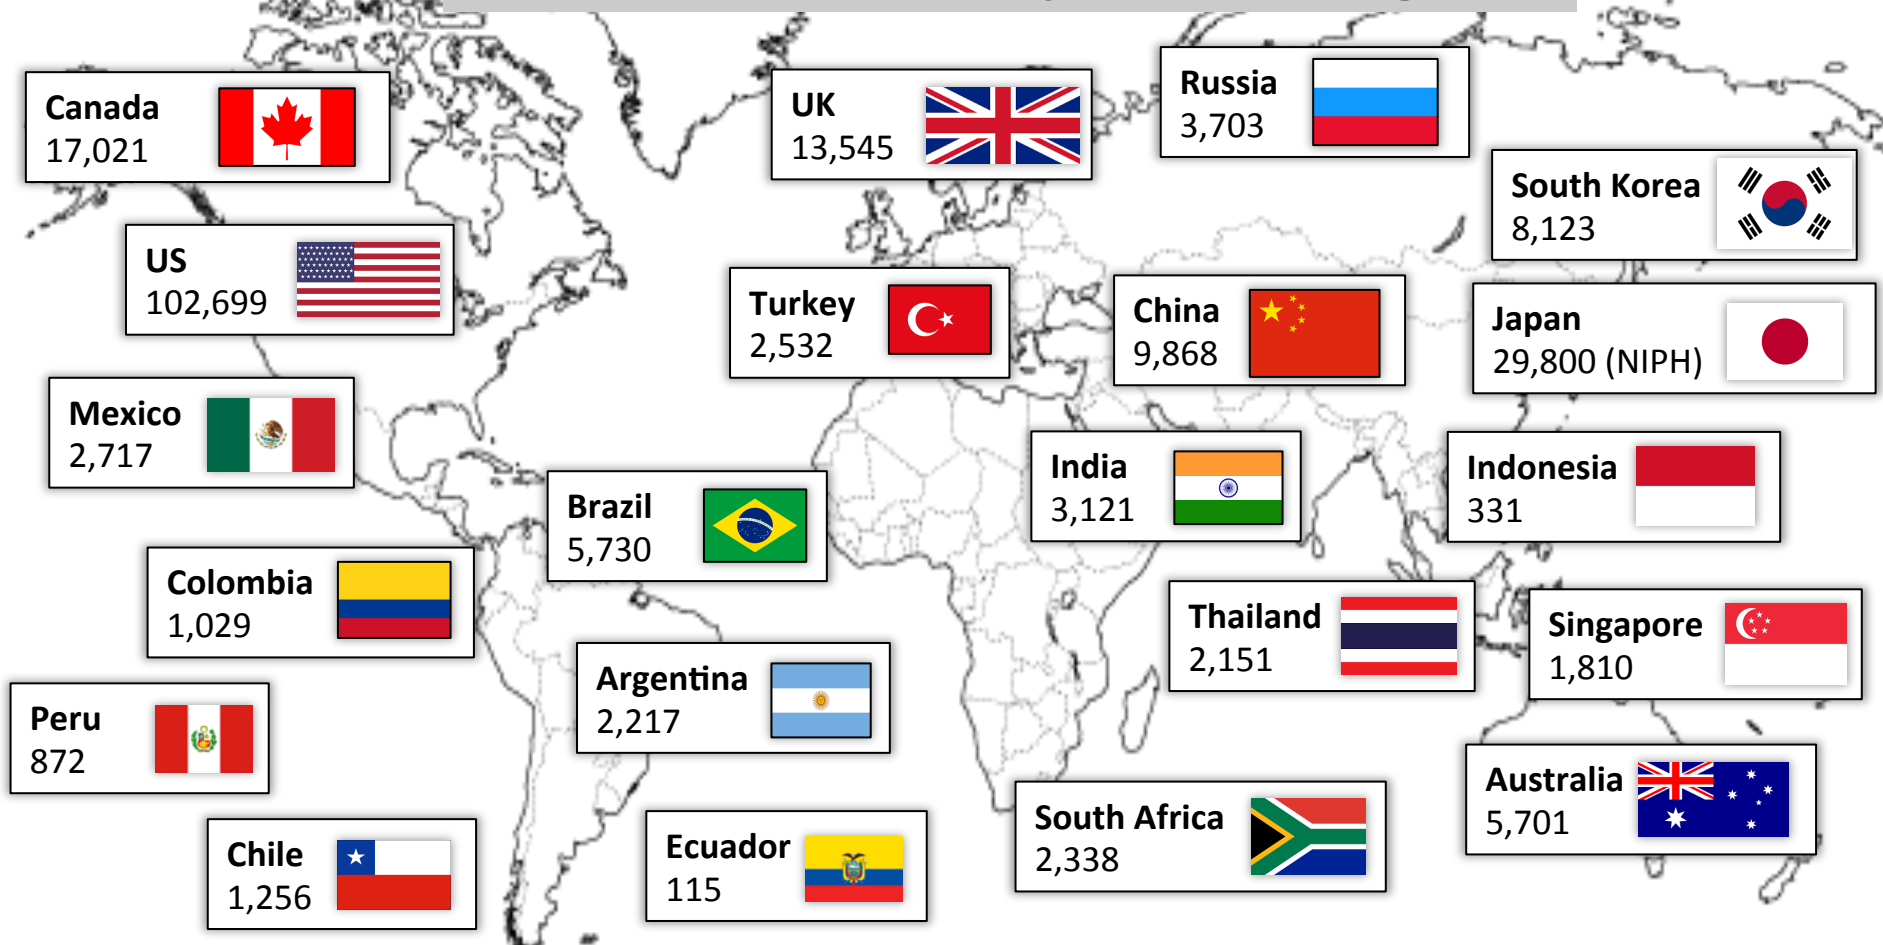 Canada
17,021
UK
13,545
Russia
3,703
South Korea
8,123
US
102,699
Turkey
2,532
China
9,868
Japan
29,800 (NIPH)
Mexico
2,717
Brazil
5,730
India
3,121
Indonesia
331
Colombia
1,029
Argentina
2,217
Thailand
2,151
Singapore
1,810
Peru
872
Chile
1,256
Ecuador
115
South Africa
2,338
Australia
5,701